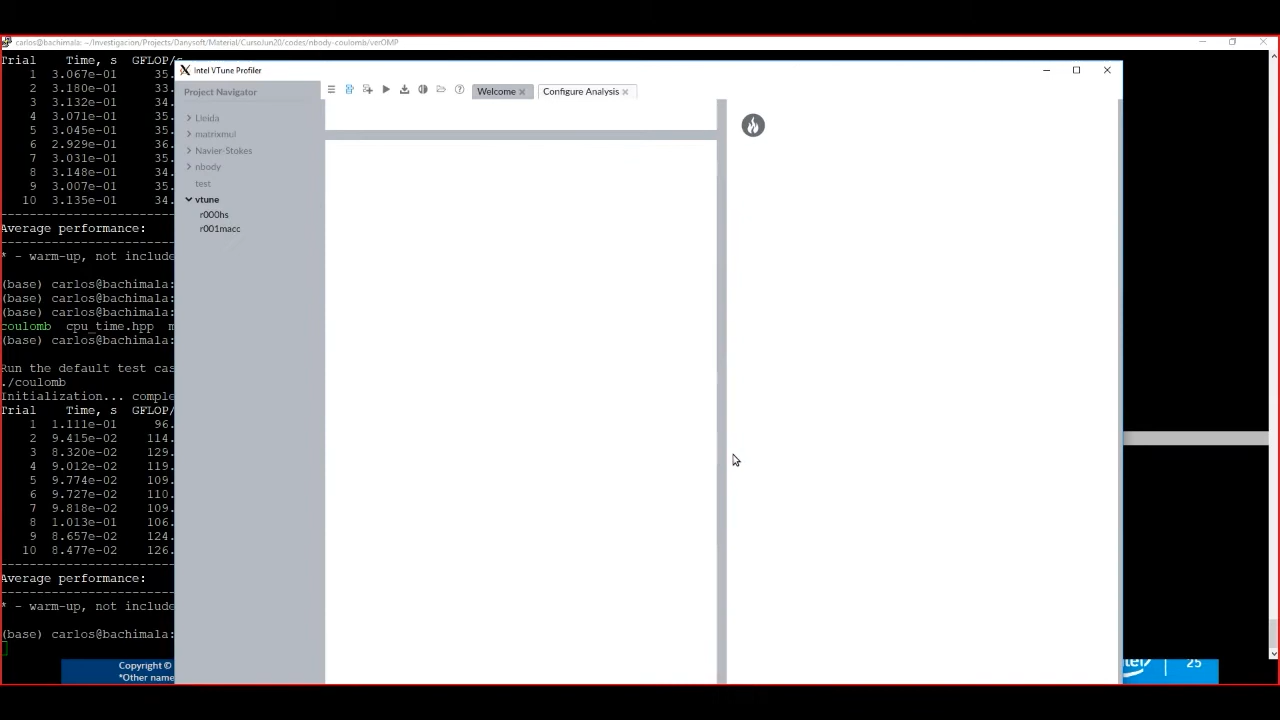 carlos@bachimala: ~/Investigacion/Projects/Danysoft/Material/CursoJun20/codes/nbody-coulomb/verOMP
Trial Time, s GFLOP/s
1 3.067e-01 35.
2 3.180e-01 33.
3 3.132e-01 34.
4 3.071e-01 35.
5 3.045e-01 35.
6 2.929e-01 36.
7 3.031e-01 35.
8 3.148e-01 34.
9 3.007e-01 35.
10 3.135e-01 34.
Average performance:
* - warm-up, not include
(base) carlos@bachimala:
(base) carlos@bachimala:
(base) carlos@bachimala:
coulomb cpu_time.hpp m
(base) carlos@bachimala:
Run the default test cas
./coulomb
Initialization... comple
Trial Time, s GFLOP/
1 1.111e-01 96.
2 9.415e-02 114.
3 8.320e-02 129.
4 9.012e-02 119.
5 9.774e-02 109.
6 9.727e-02 110.
7 9.818e-02 109.
8 1.013e-01 106.
9 8.657e-02 124.
10 8.477e-02 126.
Average performance:
* - warm-up, not include
(base) carlos@bachimala:
Intel VTune Profiler
Project Navigator
Welcome
Configure Analysis
Lleida
matrixmul
Navier-Stokes
nbody
test
vtune
r000hs
r001macc
Copyright ©
*Other name
25